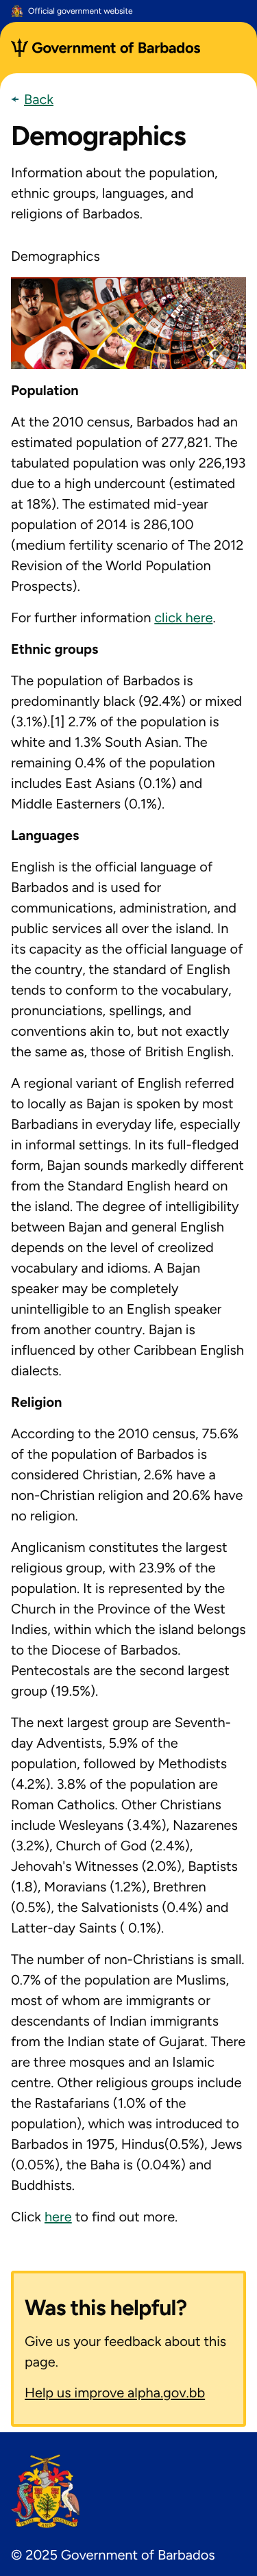 Official government website
Government of Barbados
← Back
Demographics
Information about the population,
ethnic groups, languages, and
religions of Barbados.
Demographics
Population
At the 2010 census, Barbados had an
estimated population of 277,821. The
tabulated population was only 226,193
due to a high undercount (estimated
at 18%). The estimated mid-year
population of 2014 is 286,100
(medium fertility scenario of The 2012
Revision of the World Population
Prospects).
For further information click here.
Ethnic groups
The population of Barbados is
predominantly black (92.4%) or mixed
(3.1%).[1] 2.7% of the population is
white and 1.3% South Asian. The
remaining 0.4% of the population
includes East Asians (0.1%) and
Middle Easterners (0.1%).
Languages
English is the official language of
Barbados and is used for
communications, administration, and
public services all over the island. In
its capacity as the official language of
the country, the standard of English
tends to conform to the vocabulary,
pronunciations, spellings, and
conventions akin to, but not exactly
the same as, those of British English.
A regional variant of English referred
to locally as Bajan is spoken by most
Barbadians in everyday life, especially
in informal settings. In its full-fledged
form, Bajan sounds markedly different
from the Standard English heard on
the island. The degree of intelligibility
between Bajan and general English
depends on the level of creolized
vocabulary and idioms. A Bajan
speaker may be completely
unintelligible to an English speaker
from another country. Bajan is
influenced by other Caribbean English
dialects.
Religion
According to the 2010 census, 75.6%
of the population of Barbados is
considered Christian, 2.6% have a
non-Christian religion and 20.6% have
no religion.
Anglicanism constitutes the largest
religious group, with 23.9% of the
population. It is represented by the
Church in the Province of the West
Indies, within which the island belongs
to the Diocese of Barbados.
Pentecostals are the second largest
group (19.5%).
The next largest group are Seventh-
day Adventists, 5.9% of the
population, followed by Methodists
(4.2%). 3.8% of the population are
Roman Catholics. Other Christians
include Wesleyans (3.4%), Nazarenes
(3.2%), Church of God (2.4%),
Jehovah's Witnesses (2.0%), Baptists
(1.8), Moravians (1.2%), Brethren
(0.5%), the Salvationists (0.4%) and
Latter-day Saints ( 0.1%).
The number of non-Christians is small.
0.7% of the population are Muslims,
most of whom are immigrants or
descendants of Indian immigrants
from the Indian state of Gujarat. There
are three mosques and an Islamic
centre. Other religious groups include
the Rastafarians (1.0% of the
population), which was introduced to
Barbados in 1975, Hindus(0.5%), Jews
(0.05%), the Baha is (0.04%) and
Buddhists.
Click here to find out more.
Was this helpful?
Give us your feedback about this
page.
Help us improve alpha.gov.bb
© 2025 Government of Barbados